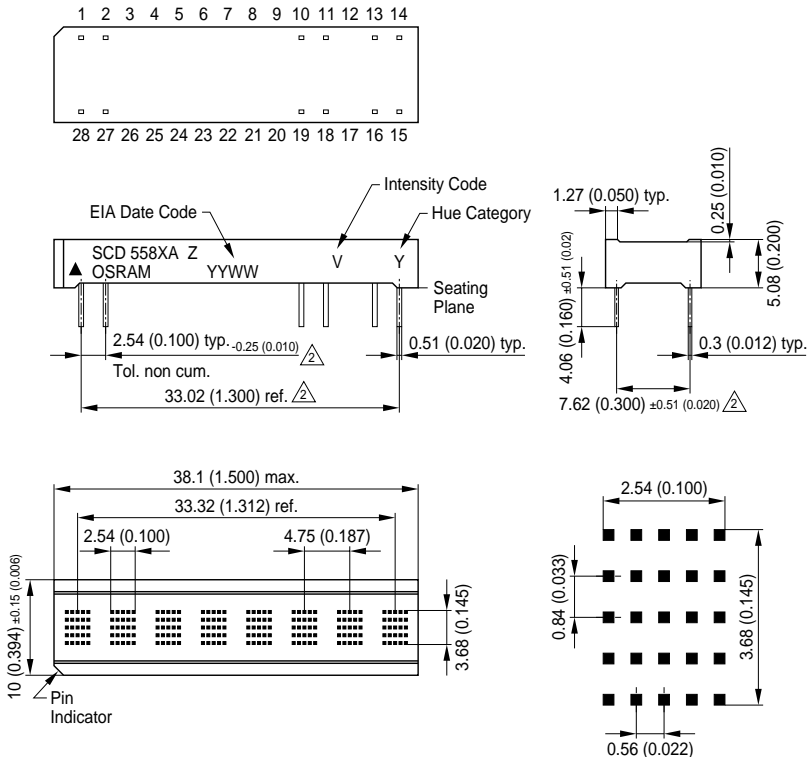 1 2 3 4 5 6 7 8 9 10 11 12 13 14
28 27 26 25 24 23 22 21 20 19 18 17 16 15
Intensity Code
EIA Date Code
Hue Category
SCD 558XA Z
OSRAM YYWW V Y
Seating
Plane
2.54 (0.100) typ. -0.25 (0.010) 2
Tol. non cum.
0.51 (0.020) typ.
33.02 (1.300) ref. 2
1.27 (0.050) typ.
0.25 (0.010)
5.08 (0.200)
4.06 (0.160) ±0.51 (0.02)
0.3 (0.012) typ.
7.62 (0.300) ±0.51 (0.020) 2
38.1 (1.500) max.
33.32 (1.312) ref.
2.54 (0.100)
4.75 (0.187)
10 (0.394) ±0.15 (0.006)
3.68 (0.145)
Pin
Indicator
2.54 (0.100)
0.84 (0.033)
3.68 (0.145)
0.56 (0.022)